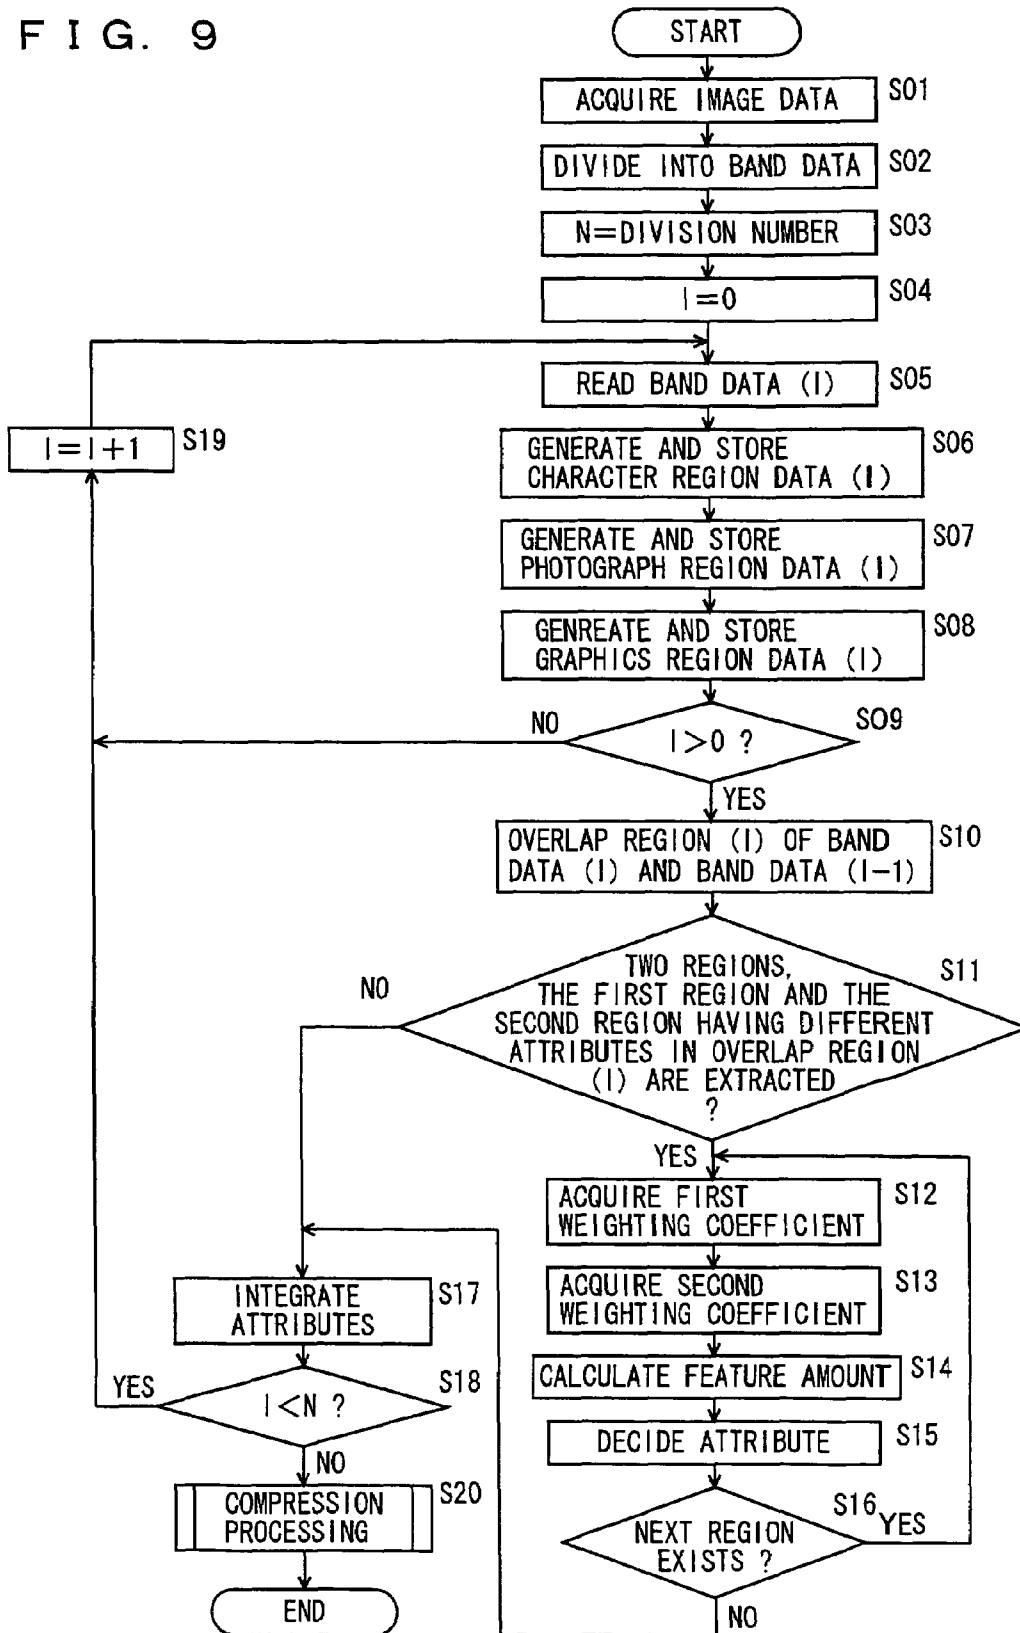 FIG. 9
START
ACQUIRE IMAGE DATA
S01
DIVIDE INTO BAND DATA
S02
N=DIVISION NUMBER
S03
I=0
S04
READ BAND DATA (I)
S05
I=I+1
S19
GENERATE AND STORE
CHARACTER REGION DATA (I)
S06
GENERATE AND STORE
PHOTOGRAPH REGION DATA (I)
S07
GENREATE AND STORE
GRAPHICS REGION DATA (I)
S08
I>0 ?
S09
NO
YES
OVERLAP REGION (I) OF BAND
DATA (I) AND BAND DATA (I-1)
S10
TWO REGIONS,
THE FIRST REGION AND THE
SECOND REGION HAVING DIFFERENT
ATTRIBUTES IN OVERLAP REGION
(I) ARE EXTRACTED
?
S11
NO
YES
ACQUIRE FIRST
WEIGHTING COEFFICIENT
S12
ACQUIRE SECOND
WEIGHTING COEFFICIENT
S13
CALCULATE FEATURE AMOUNT
S14
DECIDE ATTRIBUTE
S15
NEXT REGION
EXISTS ?
S16
YES
NO
INTEGRATE
ATTRIBUTES
S17
I<N ?
S18
YES
NO
COMPRESSION
PROCESSING
S20
END